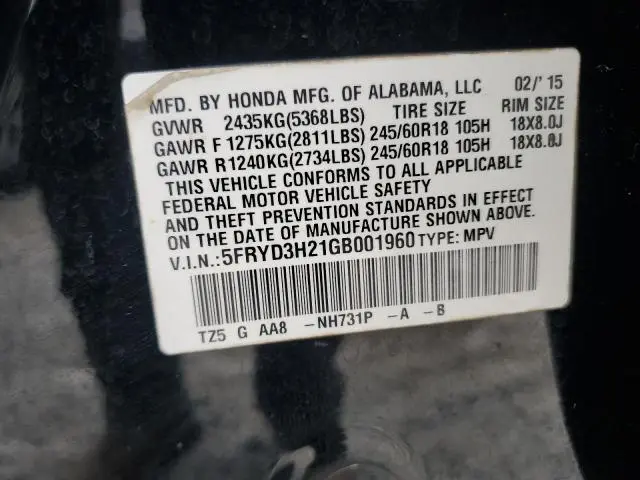 MFD. BY HONDA MFG. OF ALABAMA, LLC 02/'15
GVWR 2435KG(5368LBS) TIRE SIZE RIM SIZE
GAWR F 1275KG(2811LBS) 245/60R18 105H 18X8.0J
GAWR R1240KG(2734LBS) 245/60R18 105H 18X8.0J
THIS VEHICLE CONFORMS TO ALL APPLICABLE
FEDERAL MOTOR VEHICLE SAFETY
AND THEFT PREVENTION STANDARDS IN EFFECT
ON THE DATE OF MANUFACTURE SHOWN ABOVE.
V.I.N.:5FRYD3H21GB001960 TYPE: MPV
TZ5 G AA8 -NH731P -A -B